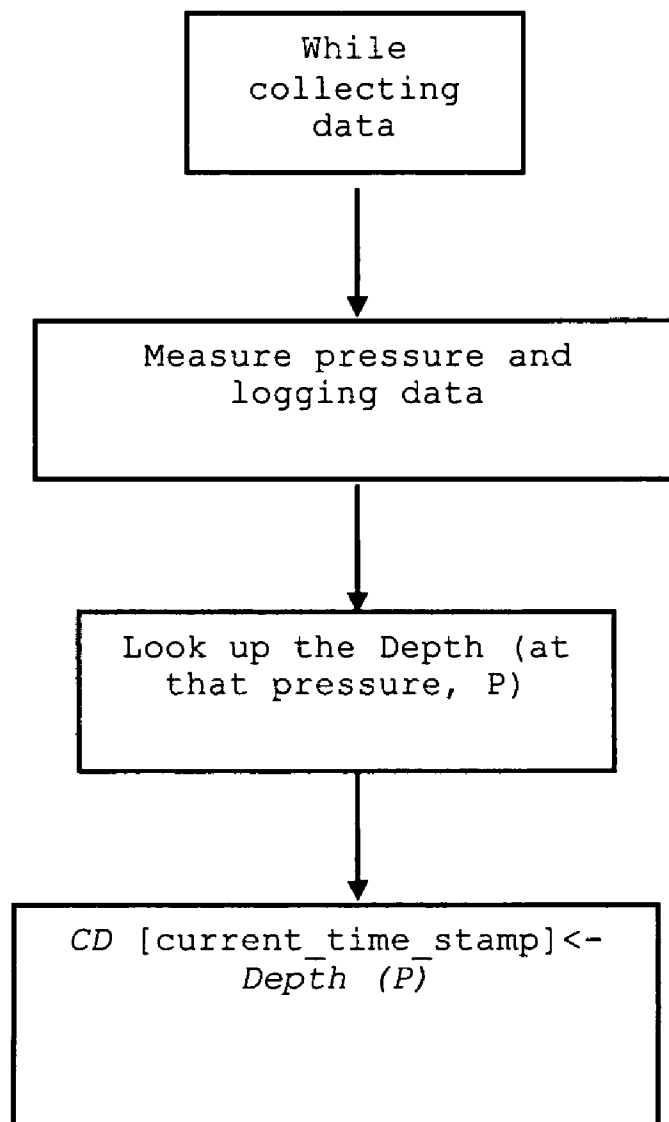 While
collecting
data
Measure pressure and
logging data
Look up the Depth (at
that pressure, P)
CD [current_time_stamp]<-
Depth (P)